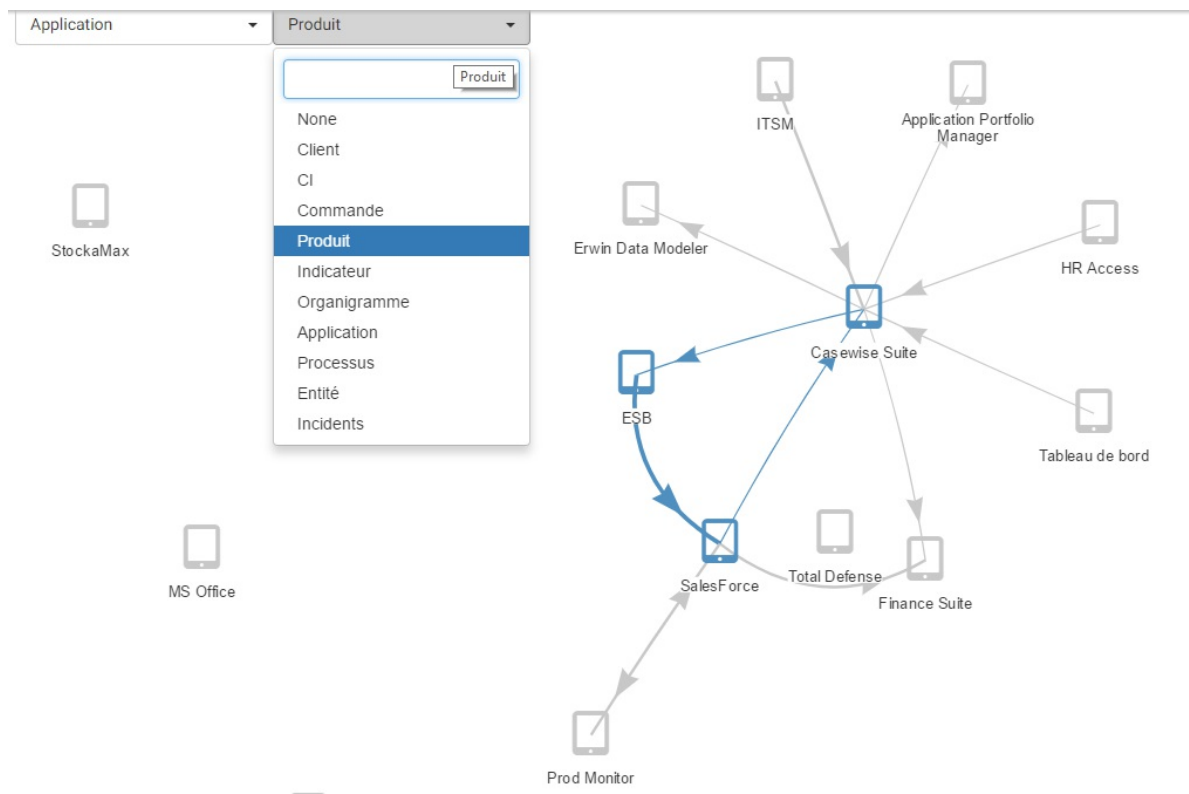 Application
Produit
Produit
None
Client
CI
Commande
Produit
Indicateur
Organigramme
Application
Processus
Entité
Incidents
StockaMax
MS Office
ITSM
Application Portfolio
Manager
Erwin Data Modeler
HR Access
Casewise Suite
ESB
Tableau de bord
SalesForce
Total Defense
Finance Suite
Prod Monitor